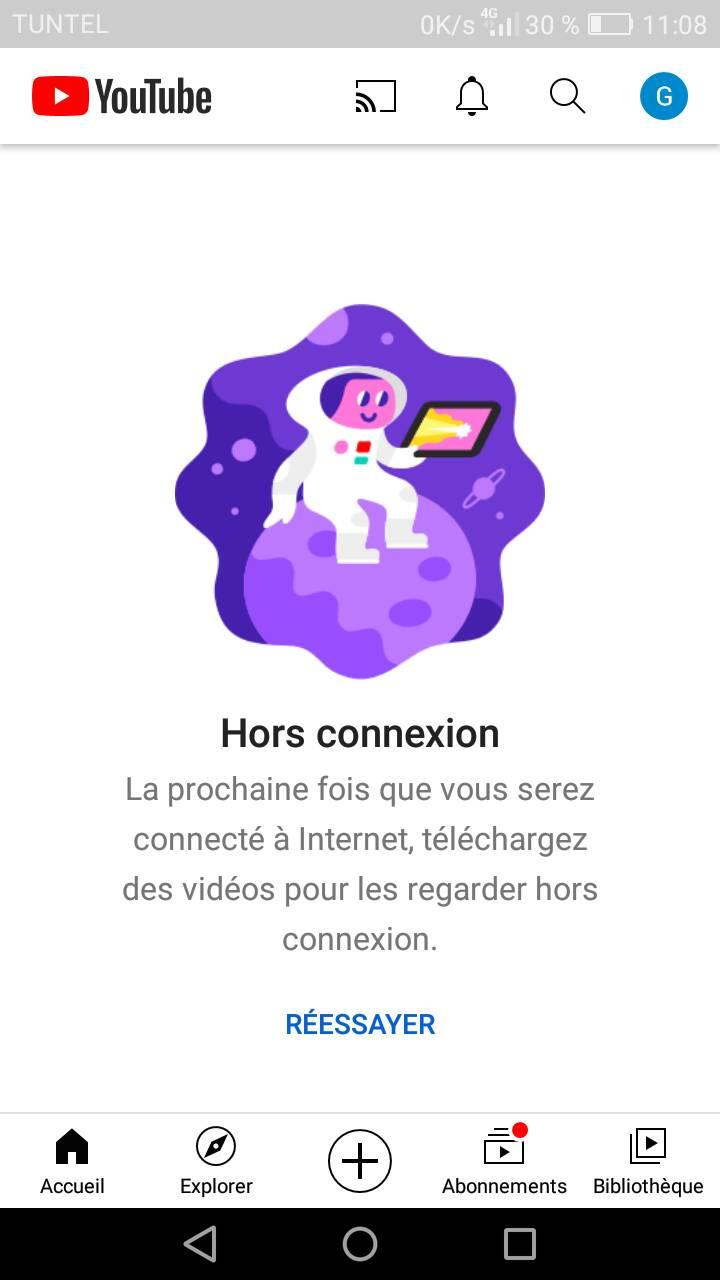 TUNTEL 0K/s 4G 30 % 11:08
YouTube G
Hors connexion
La prochaine fois que vous serez
connecté à Internet, téléchargez
des vidéos pour les regarder hors
connexion.
RÉESSAYER
Accueil Explorer Abonnements Bibliothèque